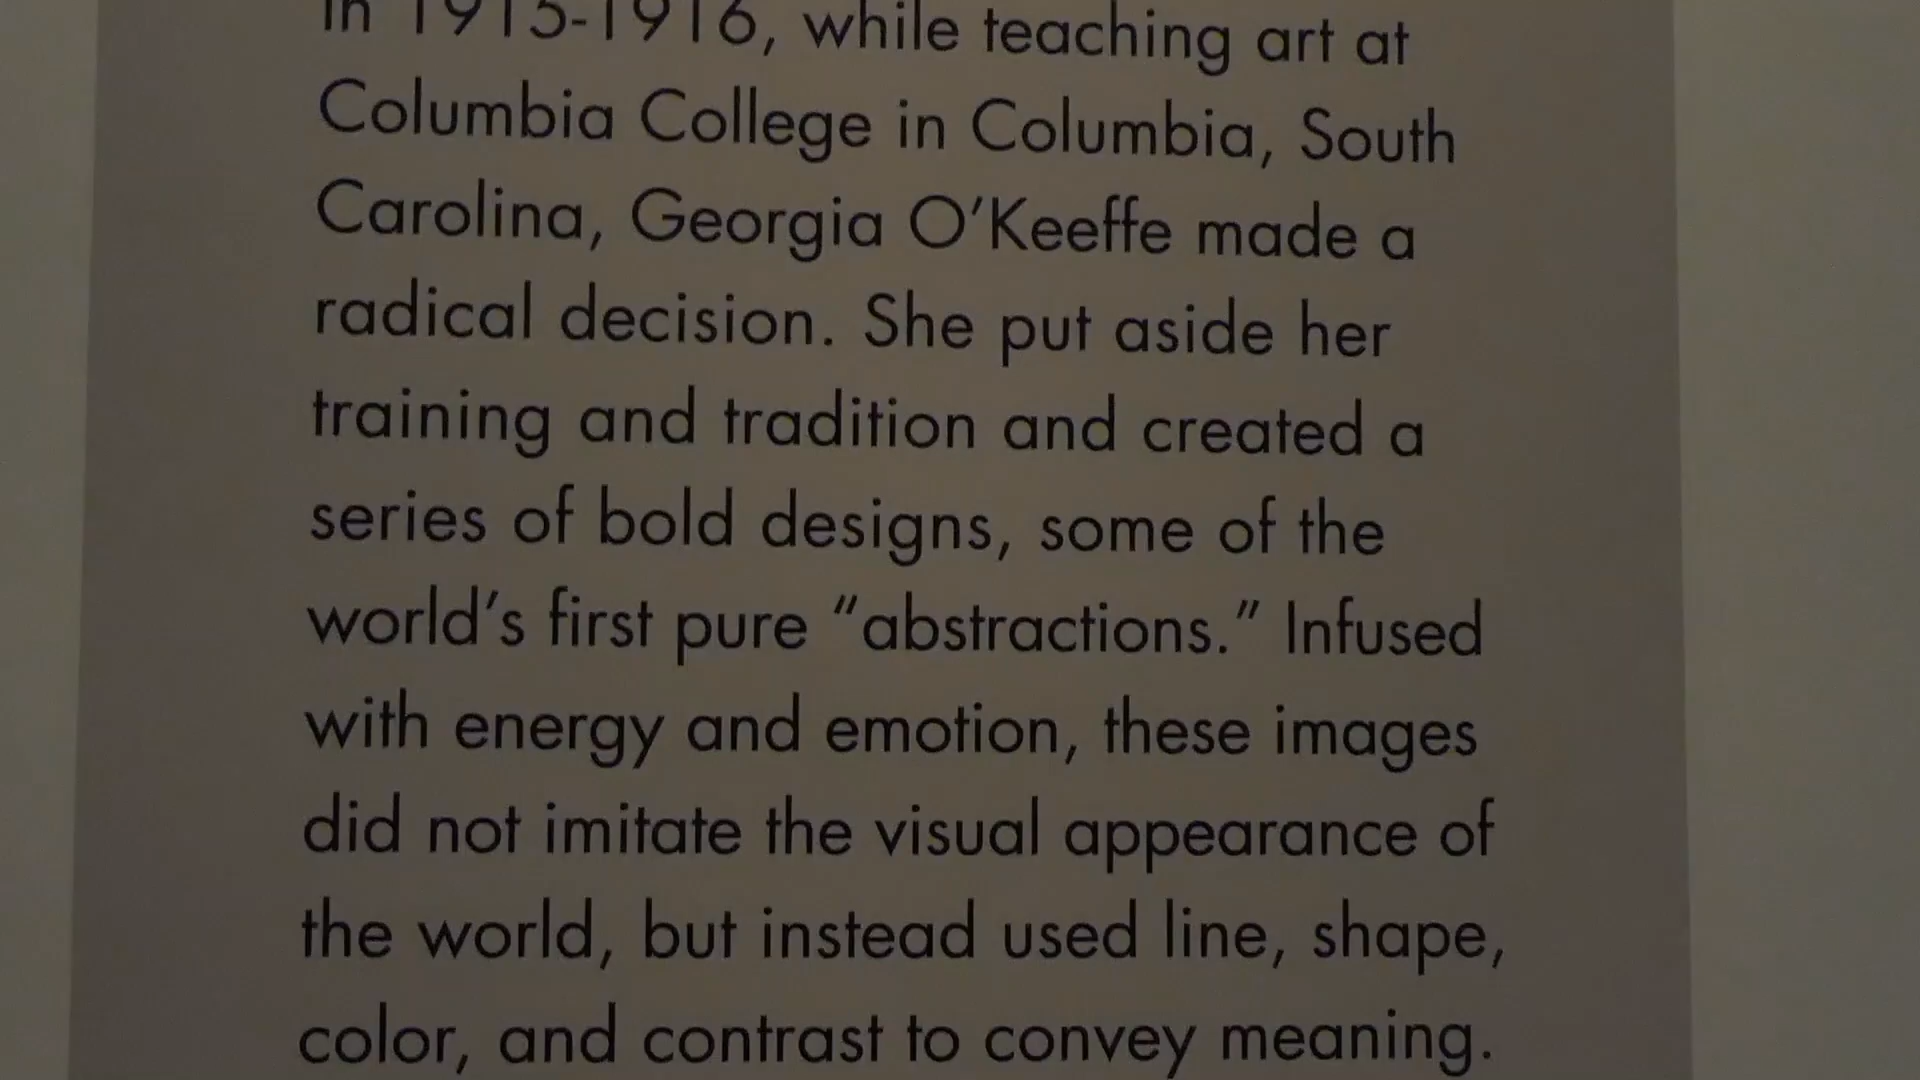 In 1915-1916, while teaching art at
Columbia College in Columbia, South
Carolina, Georgia O’Keeffe made a
radical decision. She put aside her
training and tradition and created a
series of bold designs, some of the
world’s first pure “abstractions.” Infused
with energy and emotion, these images
did not imitate the visual appearance of
the world, but instead used line, shape,
color, and contrast to convey meaning.